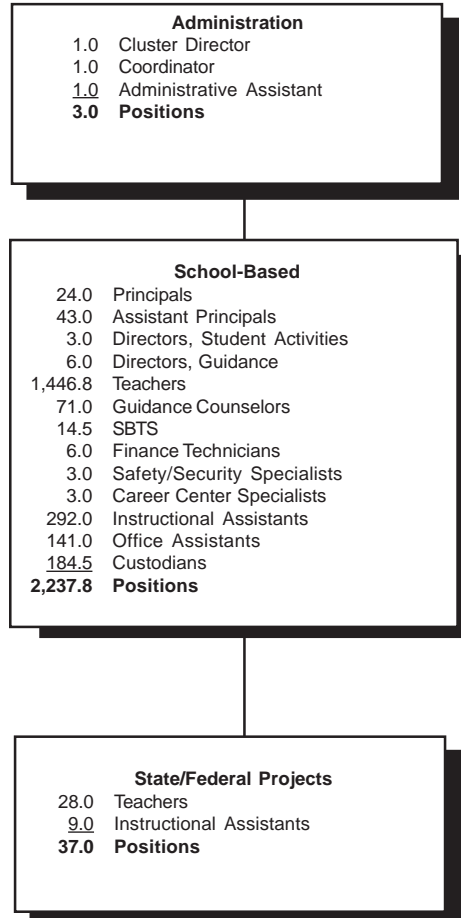 Administration
1.0 Cluster Director
1.0 Coordinator
1.0 Administrative Assistant
3.0 Positions
School-Based
24.0 Principals
43.0 Assistant Principals
3.0 Directors, Student Activities
6.0 Directors, Guidance
1,446.8 Teachers
71.0 Guidance Counselors
14.5 SBTS
6.0 Finance Technicians
3.0 Safety/Security Specialists
3.0 Career Center Specialists
292.0 Instructional Assistants
141.0 Office Assistants
184.5 Custodians
2,237.8 Positions
State/Federal Projects
28.0 Teachers
9.0 Instructional Assistants
37.0 Positions